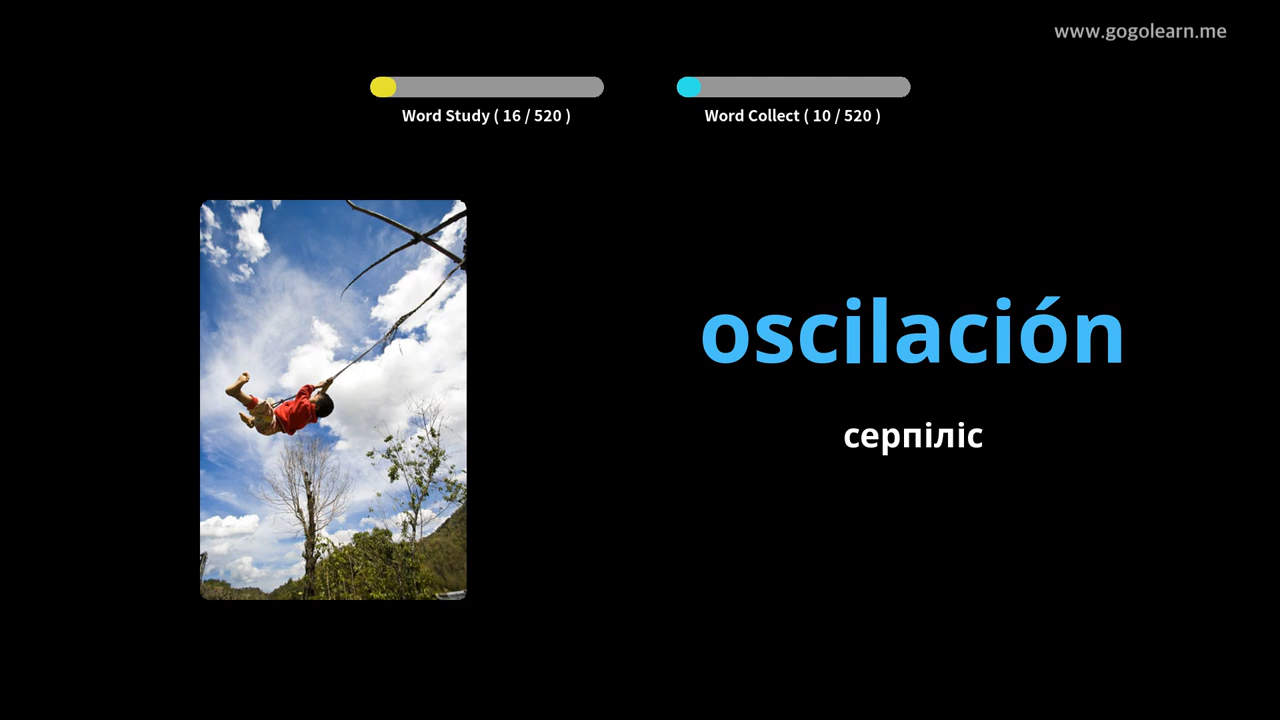 www.gogolearn.me
Word Study ( 16 / 520 )
Word Collect ( 10 / 520 )
oscilación
серпіліс